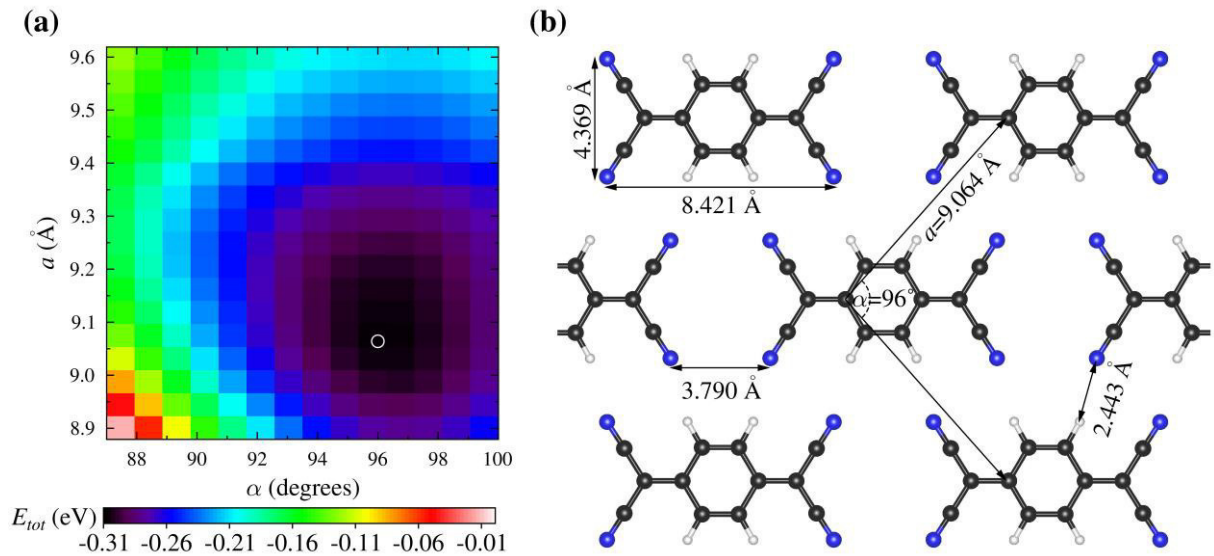 (a)
9.6
9.5
9.4
9.3
9.2
9.1
9.0
8.9
a (Å)
88 90 92 94 96 98 100
α (degrees)
E_tot (eV)
-0.31 -0.26 -0.21 -0.16 -0.11 -0.06 -0.01
(b)
4.369 Å
8.421 Å
a=9.064 Å
α=96°
3.790 Å
2.443 Å